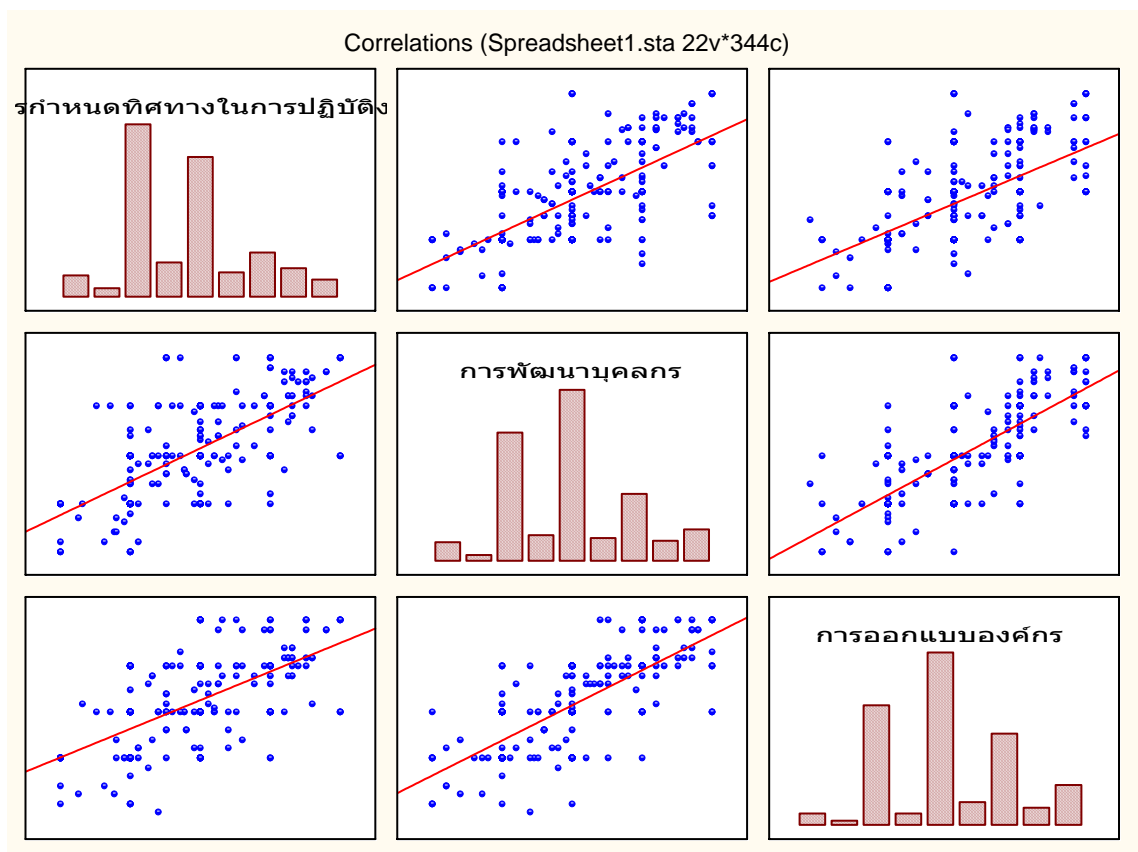 Correlations (Spreadsheet1.sta 22v*344c)
รกำหนดทิศทางในการปฏิบัติง
การพัฒนาบุคลกร
การออกแบบองค์กร